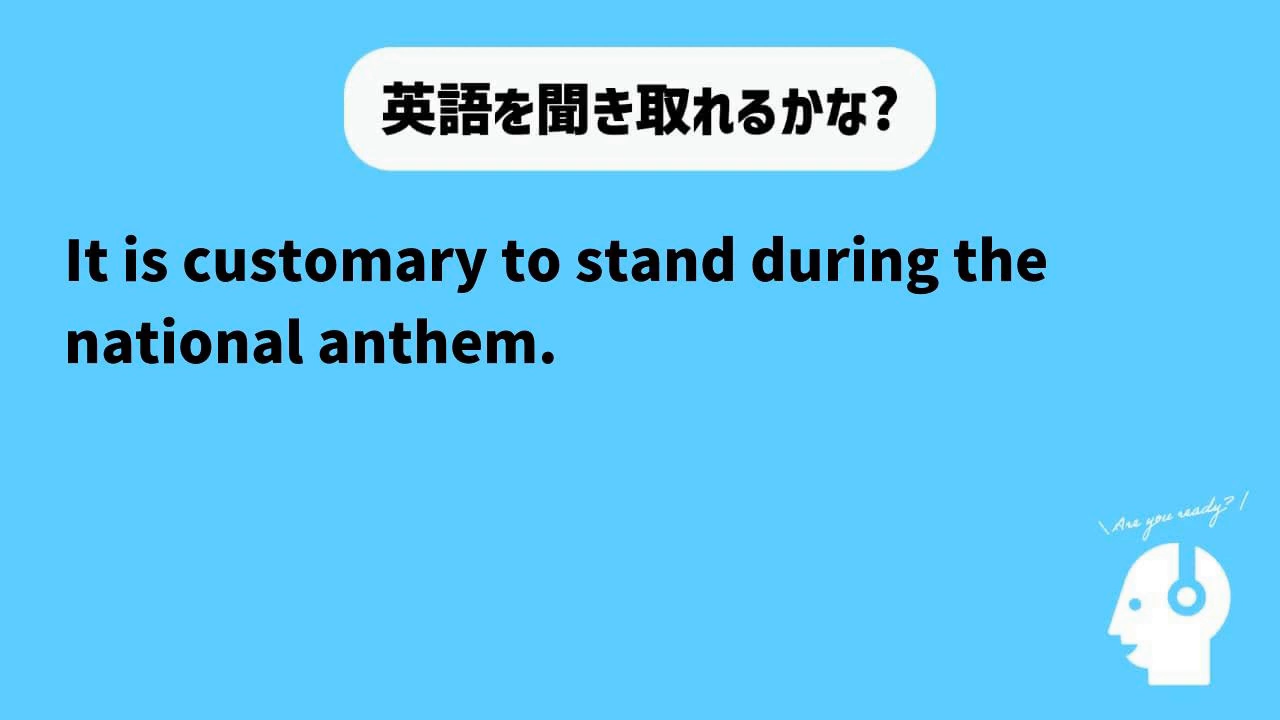 英語を聞き取れるかな?
It is customary to stand during the
national anthem.
\Are you ready?/